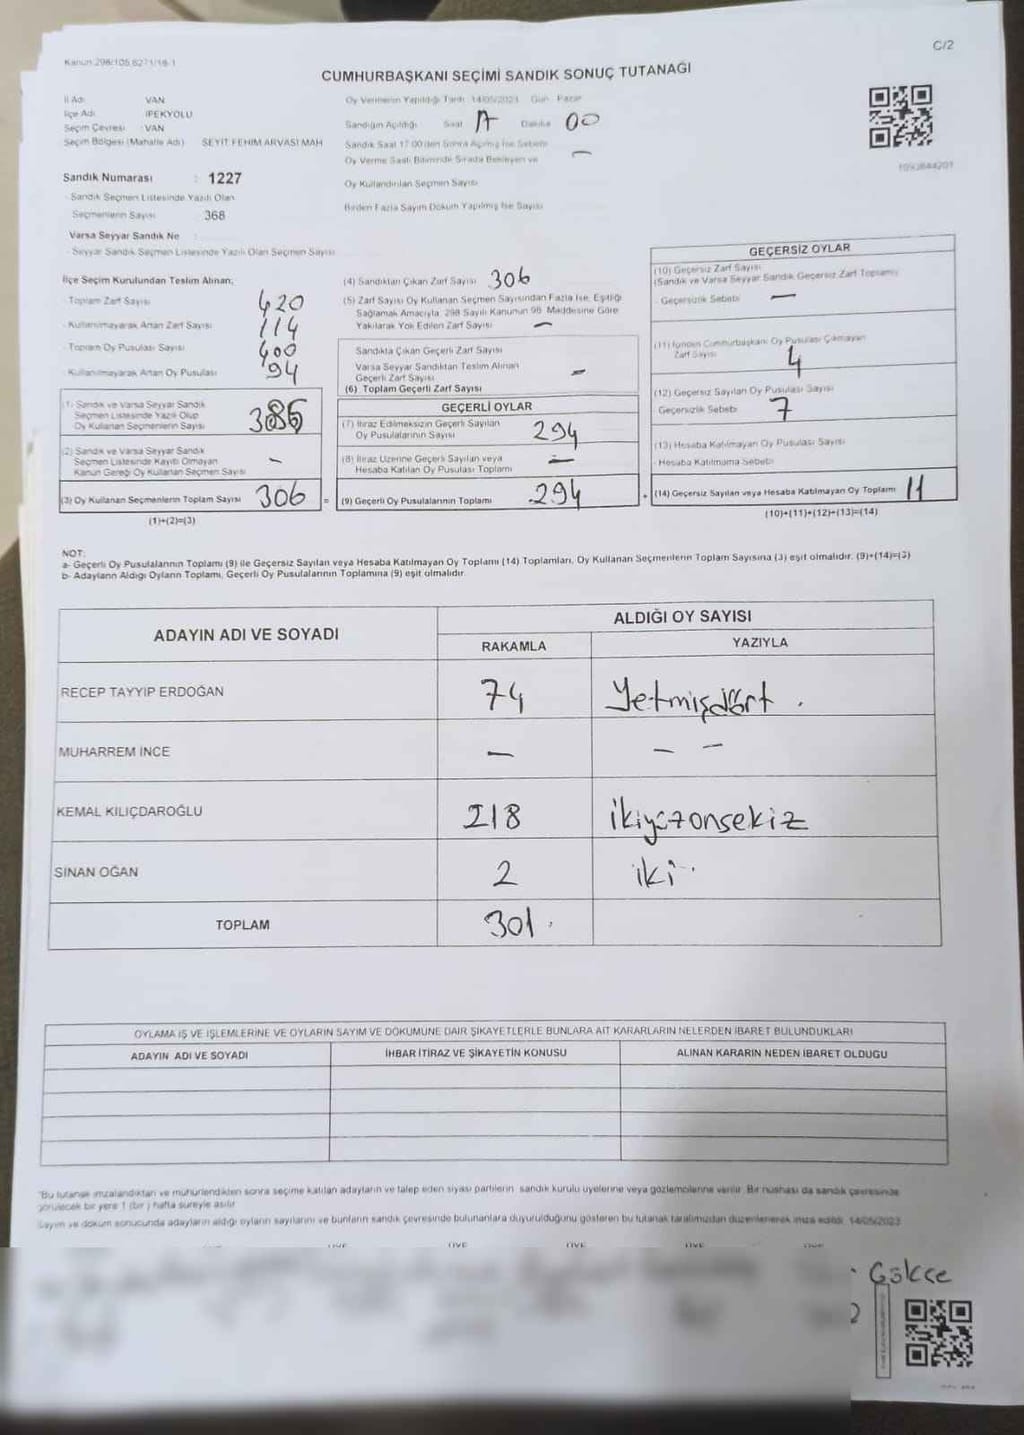 Kanun 298/105,6271/18-1
C/2
CUMHURBAŞKANI SEÇİMİ SANDIK SONUÇ TUTANAĞI
İl Adı VAN
İlçe Adı İPEKYOLU
Seçim Çevresi : VAN
Seçim Bölgesi (Mahalle Adı) SEYİT FEHİM ARVASİ MAH
Oy Vermenin Yapıldığı Tarih 14/05/2023 Gün Pazar
Sandığın Açıldığı Saat 17 Dakika 00
Sandık Saat 17:00'den Sonra Açılmış İse Sebebi
Oy Verme Saati Bitiminde Sırada Bekleyen ve —
Oy Kullandırılan Seçmen Sayısı
Birden Fazla Sayım Döküm Yapılmış İse Sayısı
Sandık Numarası : 1227
- Sandık Seçmen Listesinde Yazılı Olan
Seçmenlerin Sayısı 368
Varsa Seyyar Sandık No
- Seyyar Sandık Seçmen Listesinde Yazılı Olan Seçmen Sayısı
İlçe Seçim Kurulundan Teslim Alınan;
- Toplam Zarf Sayısı 420
- Kullanılmayarak Artan Zarf Sayısı 114
- Toplam Oy Pusulası Sayısı 400
- Kullanılmayarak Artan Oy Pusulası 94
(1) Sandık ve Varsa Seyyar Sandık
Seçmen Listesinde Yazılı Olup
Oy Kullanan Seçmenlerin Sayısı
(2) Sandık ve Varsa Seyyar Sandık
Seçmen Listesinde Kayıtlı Olmayan
Kanun Gereği Oy Kullanan Seçmen Sayısı —
(3) Oy Kullanan Seçmenlerin Toplam Sayısı 306
(1)+(2)=(3)
(4) Sandıktan Çıkan Zarf Sayısı 306
(5) Zarf Sayısı Oy Kullanan Seçmen Sayısından Fazla İse, Eşitliği
Sağlamak Amacıyla, 298 Sayılı Kanunun 98. Maddesine Göre
Yakılarak Yok Edilen Zarf Sayısı —
Sandıkta Çıkan Geçerli Zarf Sayısı
Varsa Seyyar Sandıktan Teslim Alınan
Geçerli Zarf Sayısı —
(6) Toplam Geçerli Zarf Sayısı
GEÇERLİ OYLAR
(7) İtiraz Edilmeksizin Geçerli Sayılan
Oy Pusulalarının Sayısı 294
(8) İtiraz Üzerine Geçerli Sayılan veya
Hesaba Katılan Oy Pusulası Toplamı —
= (9) Geçerli Oy Pusulalarının Toplamı 294
GEÇERSİZ OYLAR
(10) Geçersiz Zarf Sayısı
(Sandık ve Varsa Seyyar Sandık Geçersiz Zarf Toplamı)
Geçersizlik Sebebi —
(11) İçinden Cumhurbaşkanı Oy Pusulası Çıkmayan
Zarf Sayısı 4
(12) Geçersiz Sayılan Oy Pusulası Sayısı
Geçersizlik Sebebi 7
(13) Hesaba Katılmayan Oy Pusulası Sayısı
- Hesaba Katılmama Sebebi
+ (14) Geçersiz Sayılan veya Hesaba Katılmayan Oy Toplamı 11
(10)+(11)+(12)+(13)=(14)
NOT:
a- Geçerli Oy Pusulalarının Toplamı (9) ile Geçersiz Sayılan veya Hesaba Katılmayan Oy Toplamı (14) Toplamları, Oy Kullanan Seçmenlerin Toplam Sayısına (3) eşit olmalıdır. (9)+(14)=(3)
b- Adayların Aldığı Oyların Toplamı, Geçerli Oy Pusulalarının Toplamına (9) eşit olmalıdır.
ADAYIN ADI VE SOYADI
ALDIĞI OY SAYISI
RAKAMLA YAZIYLA
RECEP TAYYIP ERDOĞAN 74 Yetmişdört .
MUHARREM İNCE — — —
KEMAL KILIÇDAROĞLU 218 ikiyüzonsekiz
SİNAN OĞAN 2 iki .
TOPLAM 301
OYLAMA İŞ VE İŞLEMLERİNE VE OYLARIN SAYIM VE DÖKÜMÜNE DAİR ŞİKAYETLERLE BUNLARA AİT KARARLARIN NELERDEN İBARET BULUNDUKLARI
ADAYIN ADI VE SOYADI İHBAR İTİRAZ VE ŞİKAYETİN KONUSU ALINAN KARARIN NEDEN İBARET OLDUĞU
"Bu tutanak imzalandıktan ve mühürlendikten sonra seçime katılan adayların ve talep eden siyasi partilerin sandık kurulu üyelerine veya gözlemcilerine verilir. Bir nüshası da sandık çevresinde
görülecek bir yere 1 (bir) hafta süreyle asılır.
Sayım ve döküm sonucunda adayların aldığı oyların sayılarını ve bunların sandık çevresinde bulunanlara duyurulduğunu gösteren bu tutanak tarafımızdan düzenlenerek imza edildi. 14/05/2023
Gökçe